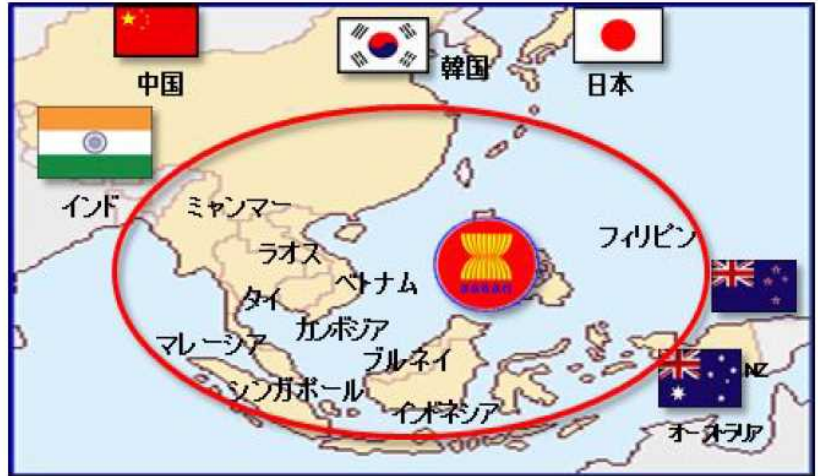 中国
韓国
日本
インド
ミャンマー
フィリピン
ラオス
ベトナム
タイ
カンボジア
マレーシア
ブルネイ
シンガポール
インドネシア
NZ
オーストラリア